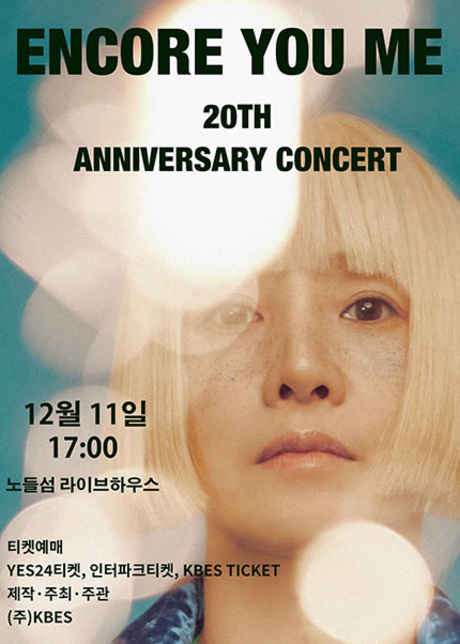 ENCORE YOU ME
20TH
ANNIVERSARY CONCERT
12월 11일
17:00
노들섬 라이브하우스
티켓예매
YES24티켓, 인터파크티켓, KBES TICKET
제작·주최·주관
(주)KBES